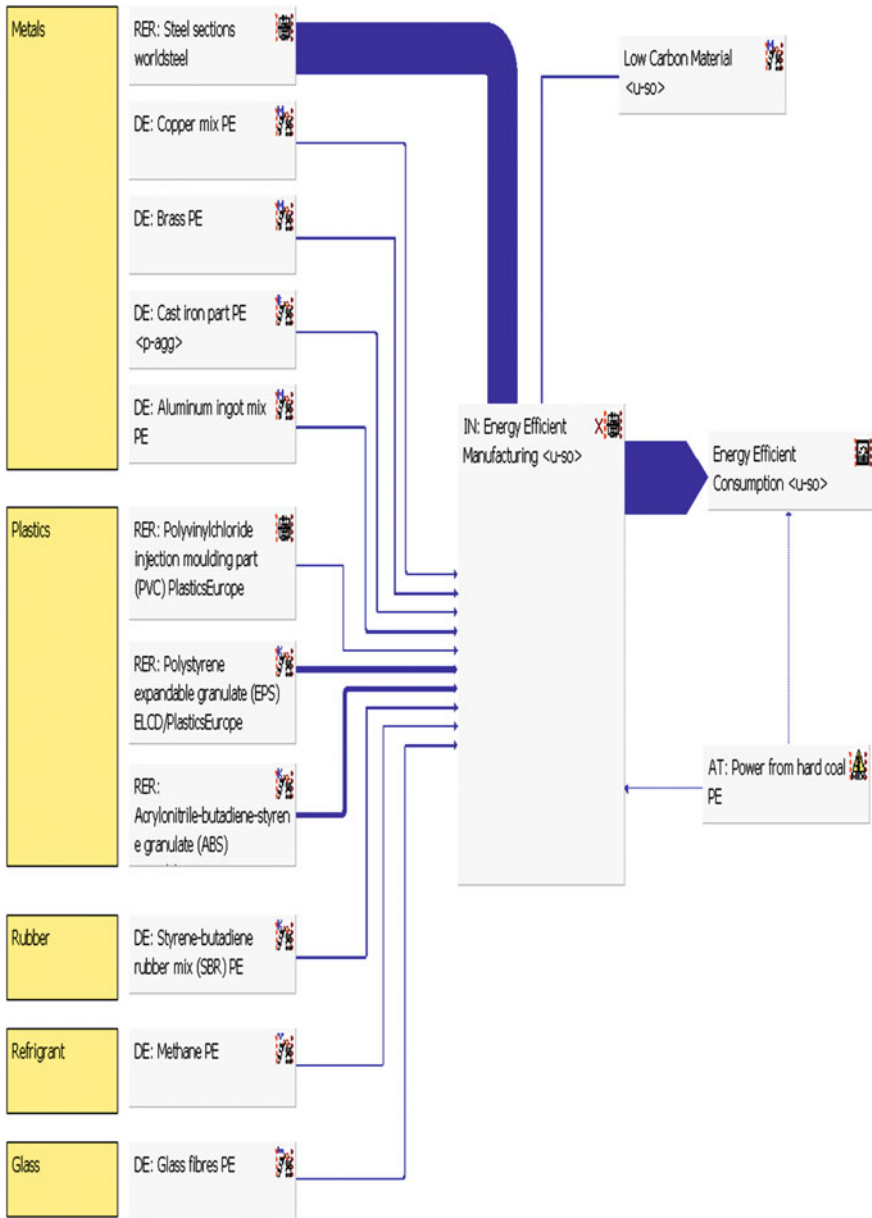 Metals
RER: Steel sections
worldsteel
DE: Copper mix PE
DE: Brass PE
DE: Cast iron part PE
<p-agg>
DE: Aluminum ingot mix
PE
Plastics
RER: Polyvinylchloride
injection moulding part
(PVC) PlasticsEurope
RER: Polystyrene
expandable granulate (EPS)
ELCD/PlasticsEurope
RER:
Acrylonitrile-butadiene-styren
e granulate (ABS)
Rubber
DE: Styrene-butadiene
rubber mix (SBR) PE
Refrigrant
DE: Methane PE
Glass
DE: Glass fibres PE
IN: Energy Efficient
Manufacturing <u-so>
X
Low Carbon Material
<u-so>
Energy Efficient
Consumption <u-so>
AT: Power from hard coal
PE